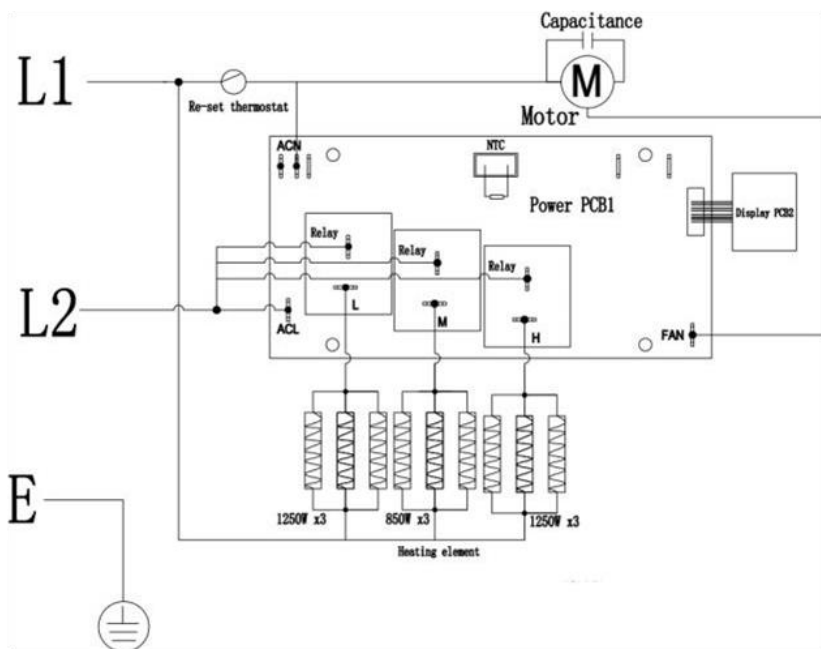 Capacitance
L1
M
Re-set thermostat
Motor
ACN
NTC
Power PCB1
Display PCB2
Relay
Relay
Relay
L2
L
M
H
ACL
FAN
E
1250W x3
850W x3
1250W x3
Heating element